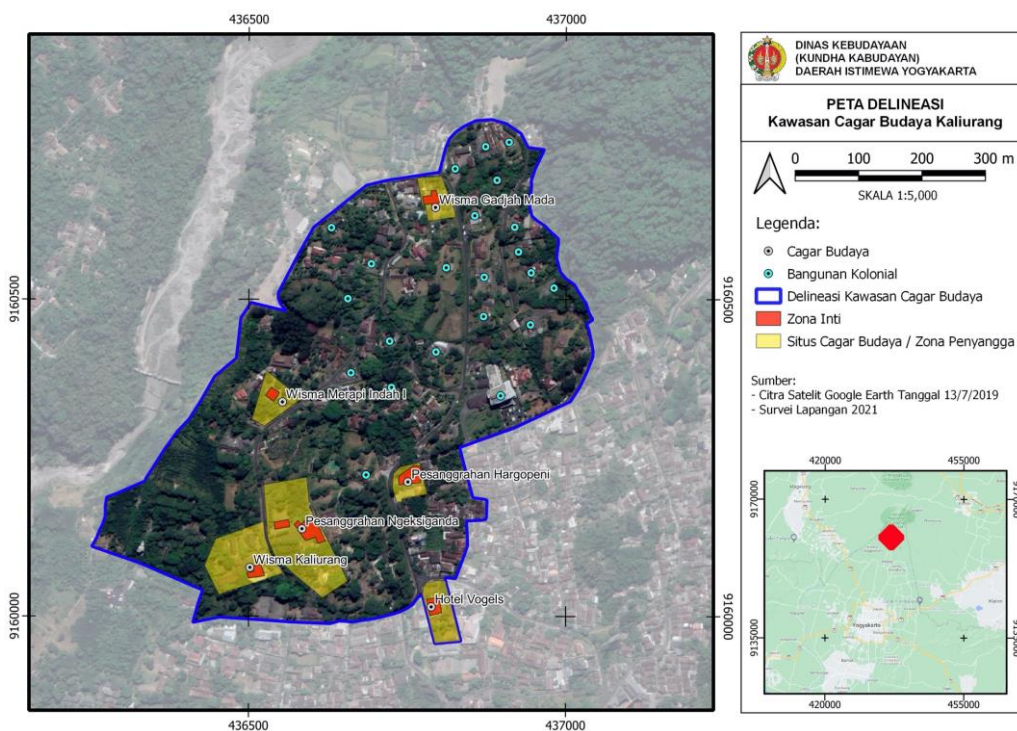 436500
437000
9160500
9160000
9160500
9160000
436500
437000
Wisma Gadjah Mada
Wisma Merapi Indah I
Pesanggrahan Hargopeni
Pesanggrahan Ngeksiganda
Wisma Kaliurang
Hotel Vogels
DINAS KEBUDAYAAN
(KUNDHA KABUDAYAN)
DAERAH ISTIMEWA YOGYAKARTA
PETA DELINEASI
Kawasan Cagar Budaya Kaliurang
0 100 200 300 m
SKALA 1:5,000
Legenda:
Cagar Budaya
Bangunan Kolonial
Delineasi Kawasan Cagar Budaya
Zona Inti
Situs Cagar Budaya / Zona Penyangga
Sumber:
- Citra Satelit Google Earth Tanggal 13/7/2019
- Survei Lapangan 2021
420000
455000
9170000
9170000
Magelang
Yogyakarta
9135000
9135000
420000
455000